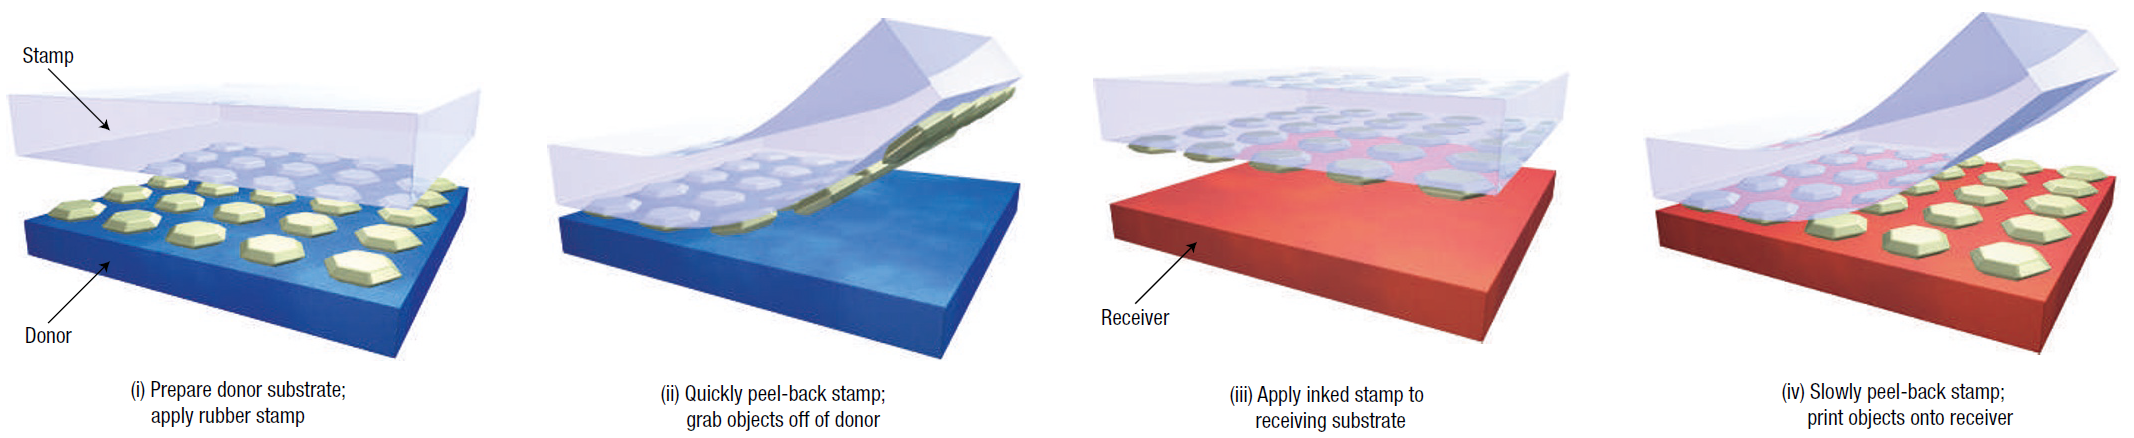 Stamp
Donor
(i) Prepare donor substrate;
apply rubber stamp
(ii) Quickly peel-back stamp;
grab objects off of donor
Receiver
(iii) Apply inked stamp to
receiving substrate
(iv) Slowly peel-back stamp;
print objects onto receiver